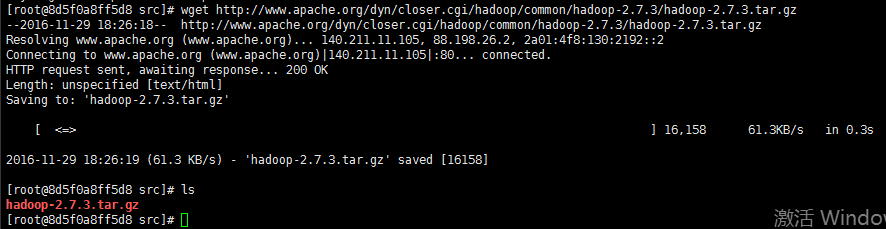 [root@8d5f0a8ff5d8 src]# wget http://www.apache.org/dyn/closer.cgi/hadoop/common/hadoop-2.7.3/hadoop-2.7.3.tar.gz
--2016-11-29 18:26:18--  http://www.apache.org/dyn/closer.cgi/hadoop/common/hadoop-2.7.3/hadoop-2.7.3.tar.gz
Resolving www.apache.org (www.apache.org)... 140.211.11.105, 88.198.26.2, 2a01:4f8:130:2192::2
Connecting to www.apache.org (www.apache.org)|140.211.11.105|:80... connected.
HTTP request sent, awaiting response... 200 OK
Length: unspecified [text/html]
Saving to: 'hadoop-2.7.3.tar.gz'
[ <=> ] 16,158 61.3KB/s in 0.3s
2016-11-29 18:26:19 (61.3 KB/s) - 'hadoop-2.7.3.tar.gz' saved [16158]
[root@8d5f0a8ff5d8 src]# ls
hadoop-2.7.3.tar.gz
[root@8d5f0a8ff5d8 src]#
激活 Window